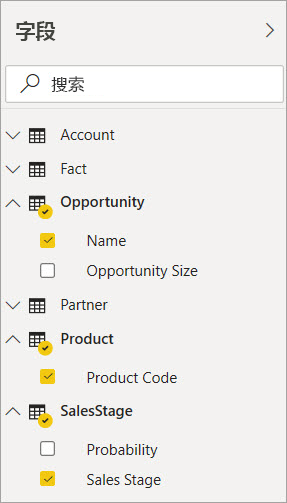 字段
搜索
Account
Fact
Opportunity
Name
Opportunity Size
Partner
Product
Product Code
SalesStage
Probability
Sales Stage